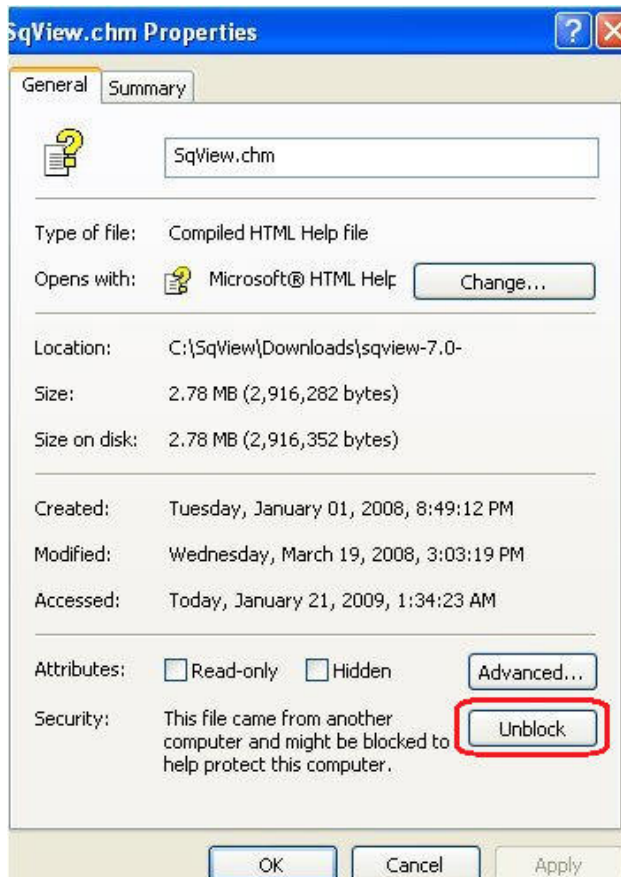 SqView.chm Properties
General Summary
SqView.chm
Type of file: Compiled HTML Help file
Opens with: Microsoft® HTML Help Change...
Location: C:\SqView\Downloads\sqview-7.0-
Size: 2.78 MB (2,916,282 bytes)
Size on disk: 2.78 MB (2,916,352 bytes)
Created: Tuesday, January 01, 2008, 8:49:12 PM
Modified: Wednesday, March 19, 2008, 3:03:19 PM
Accessed: Today, January 21, 2009, 1:34:23 AM
Attributes: Read-only Hidden Advanced...
Security: This file came from another
computer and might be blocked to
help protect this computer.
Unblock
OK Cancel Apply